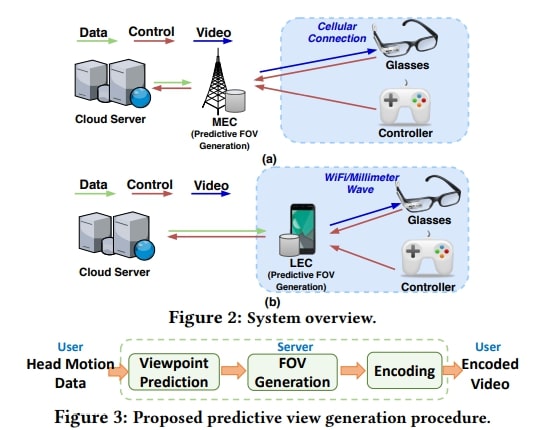 Data Control Video
Cellular
Connection
Glasses
Cloud Server
MEC
(Predictive FOV
Generation)
Controller
(a)
Data Control Video
WiFi/Millimeter
Wave
Glasses
Cloud Server
LEC
(Predictive FOV
Generation)
Controller
(b)
Figure 2: System overview.
User Server User
Head Motion
Data
Viewpoint
Prediction
FOV
Generation
Encoding
Encoded
Video
Figure 3: Proposed predictive view generation procedure.